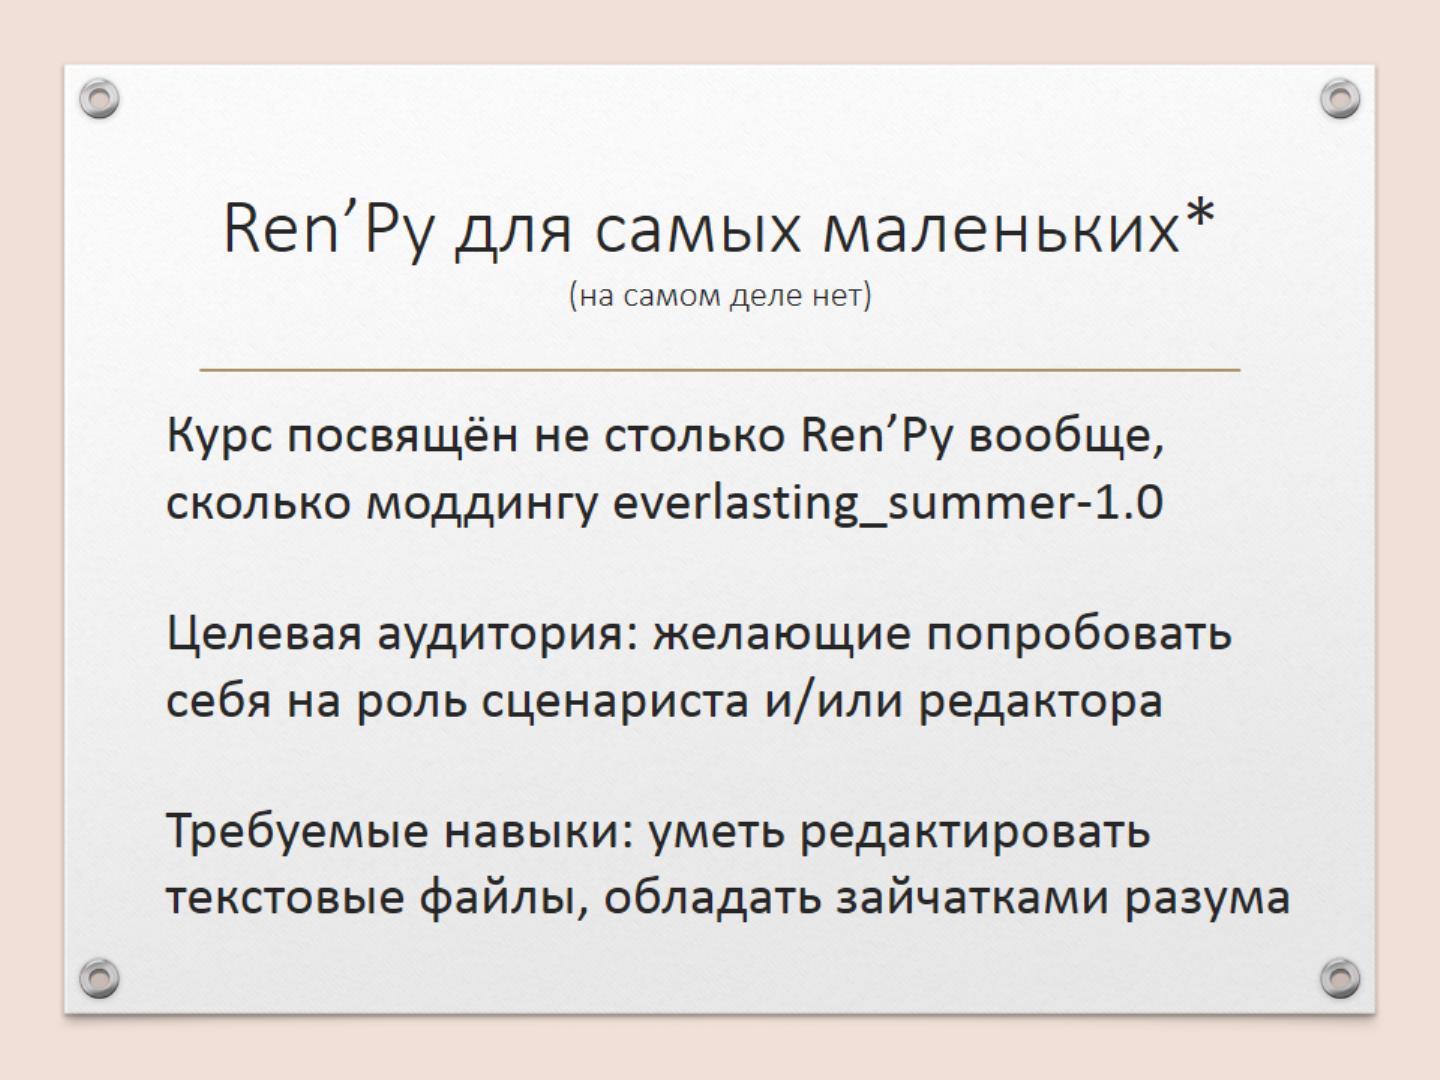 Ren’Py для самых маленьких*
(на самом деле нет)
Курс посвящён не столько Ren’Py вообще,
сколько моддингу everlasting_summer-1.0
Целевая аудитория: желающие попробовать
себя на роль сценариста и/или редактора
Требуемые навыки: уметь редактировать
текстовые файлы, обладать зайчатками разума